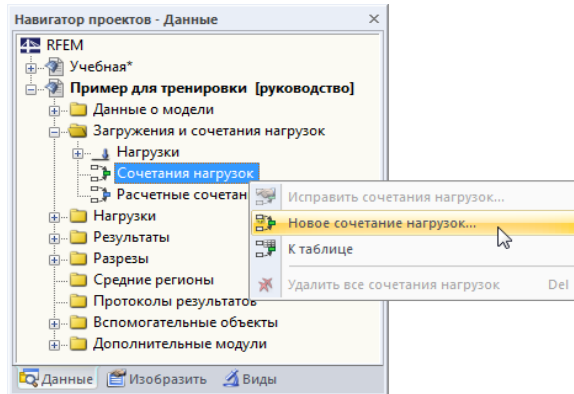 Навигатор проектов - Данные
RFEM
Учебная*
Пример для тренировки [руководство]
Данные о модели
Загружения и сочетания нагрузок
Нагрузки
Сочетания нагрузок
Расчетные сочетан
Исправить сочетания нагрузок...
Новое сочетание нагрузок...
К таблице
Удалить все сочетания нагрузок Del
Нагрузки
Результаты
Разрезы
Средние регионы
Протоколы результатов
Вспомогательные объекты
Дополнительные модули
Данные Изобразить Виды